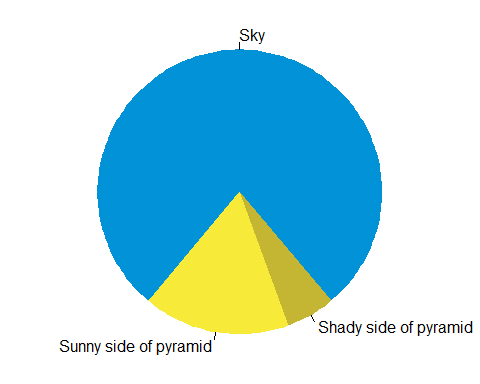 Sky
Shady side of pyramid
Sunny side of pyramid